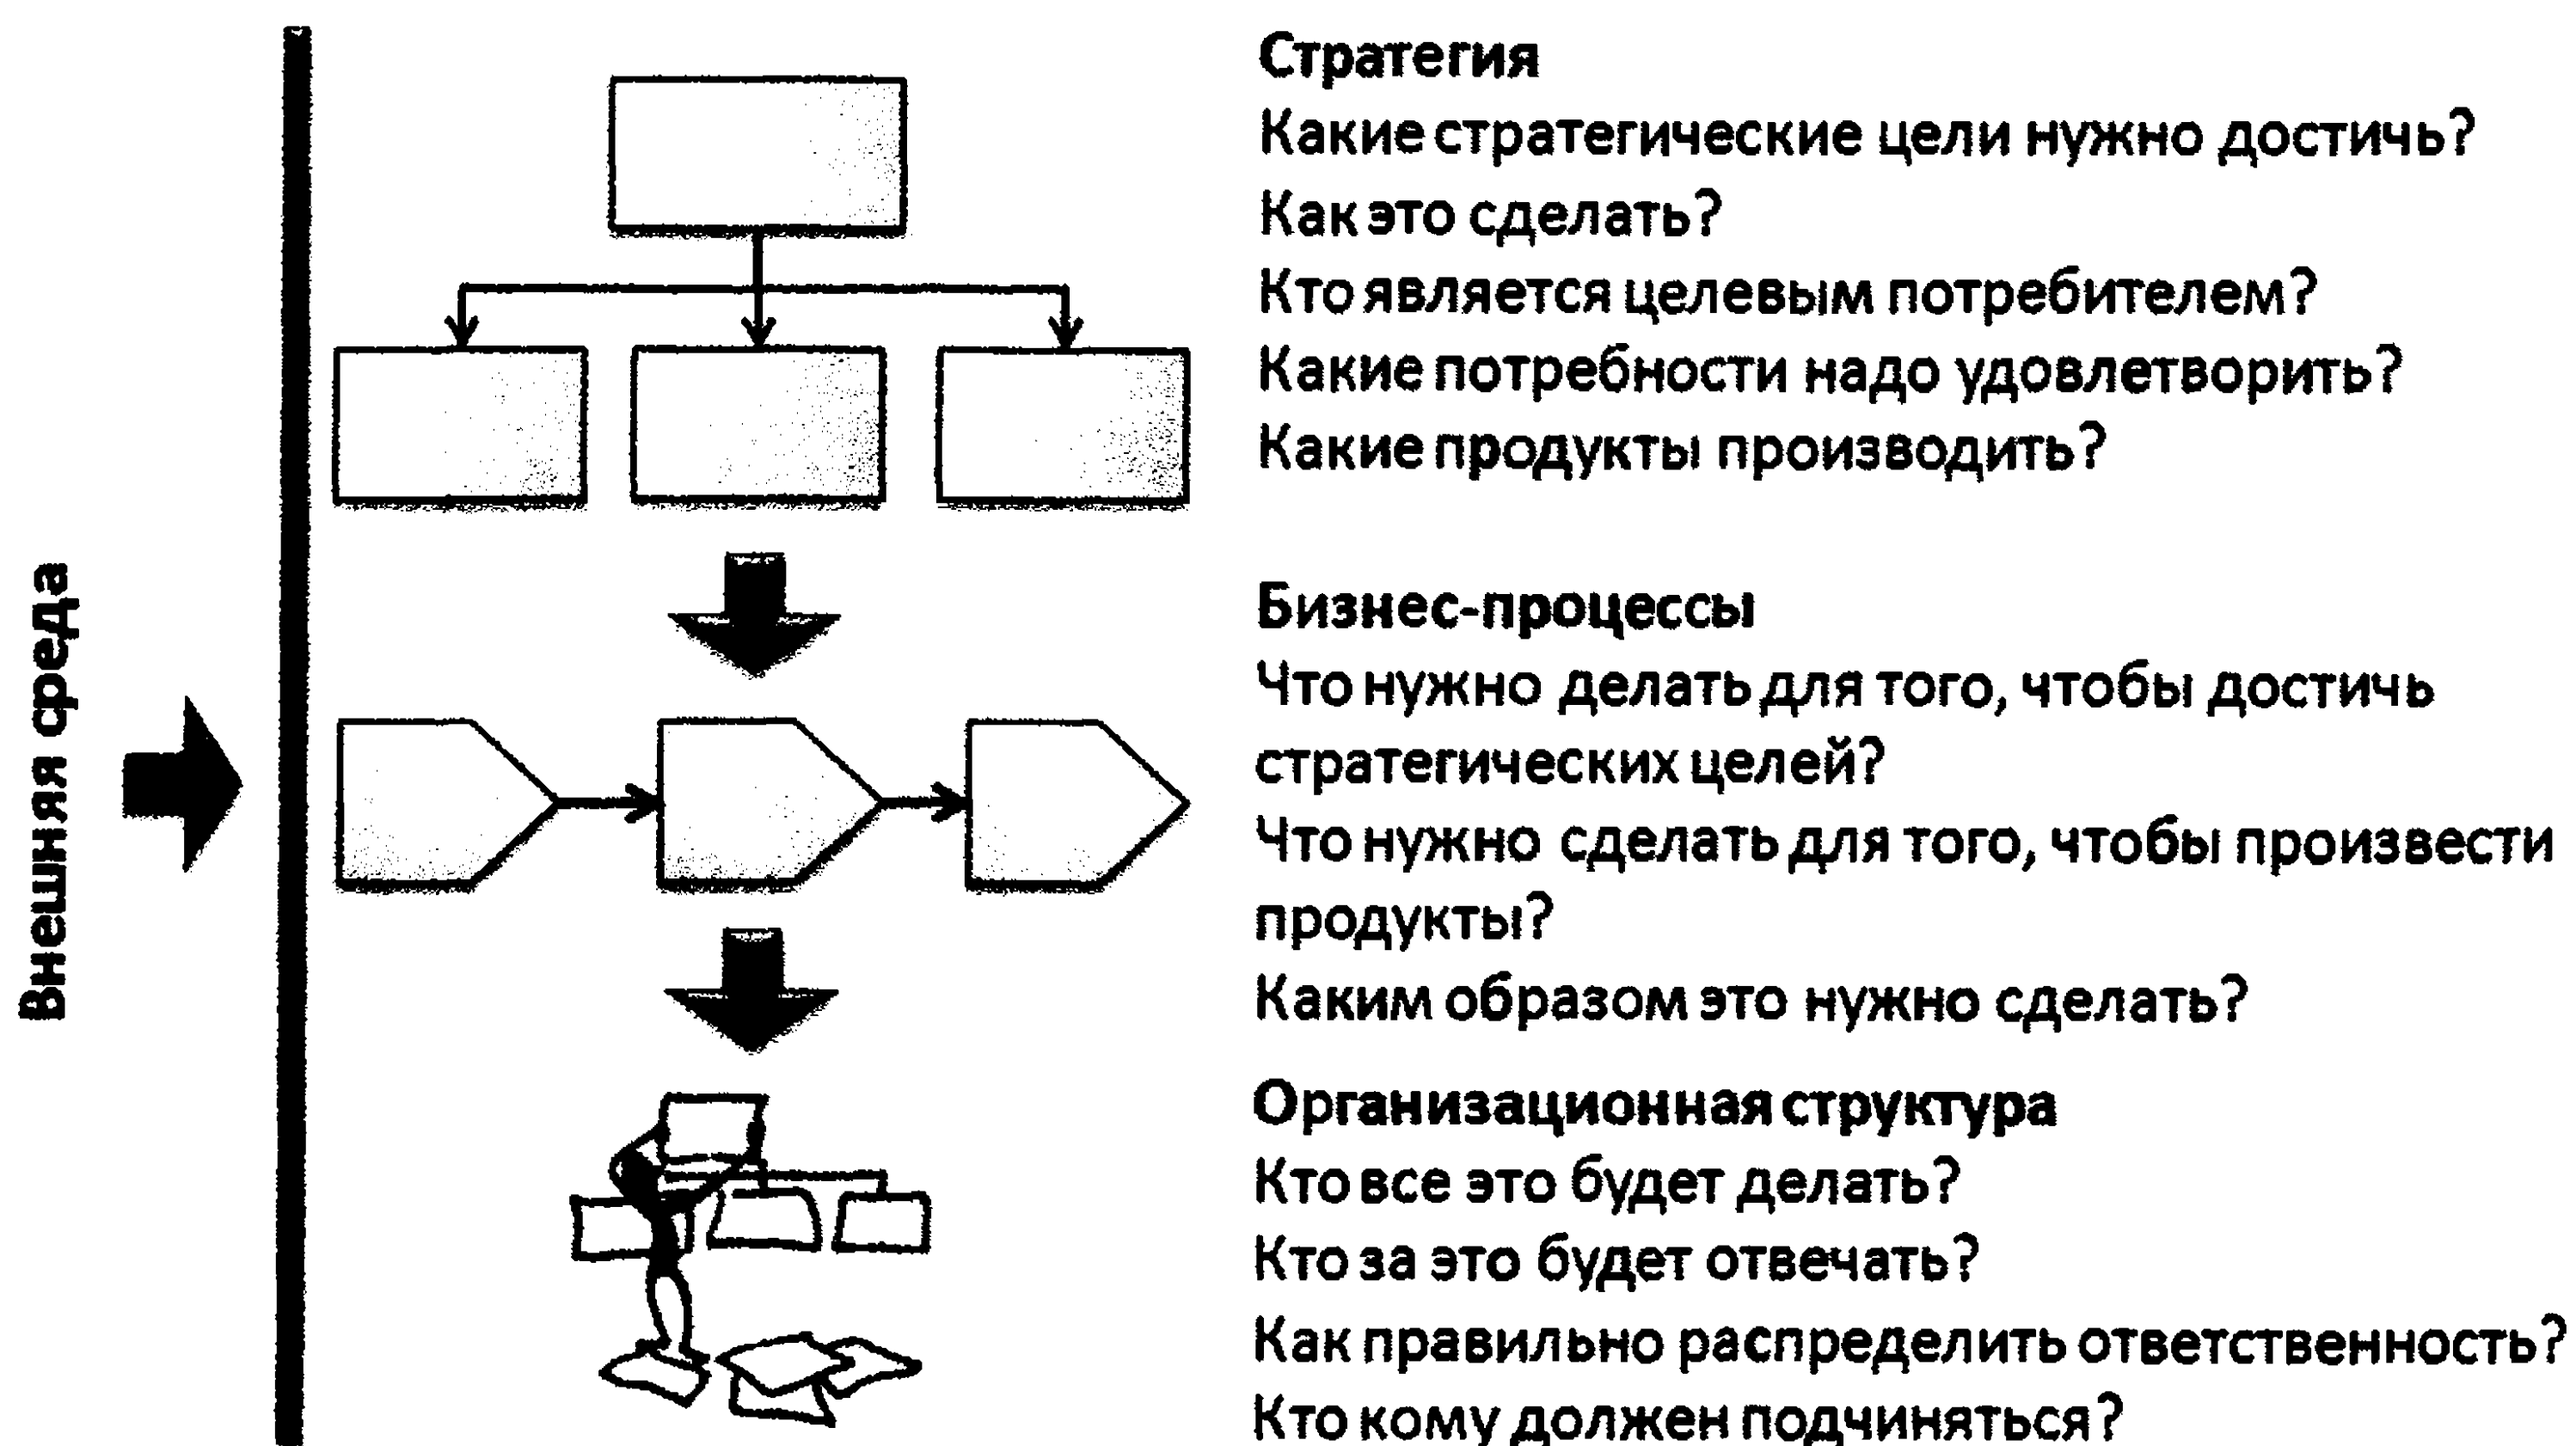 Внешняя среда
Стратегия
Какие стратегические цели нужно достичь?
Как это сделать?
Кто является целевым потребителем?
Какие потребности надо удовлетворить?
Какие продукты производить?
Бизнес-процессы
Что нужно делать для того, чтобы достичь
стратегических целей?
Что нужно сделать для того, чтобы произвести
продукты?
Каким образом это нужно сделать?
Организационная структура
Кто все это будет делать?
Кто за это будет отвечать?
Как правильно распределить ответственность?
Кто кому должен подчиняться?